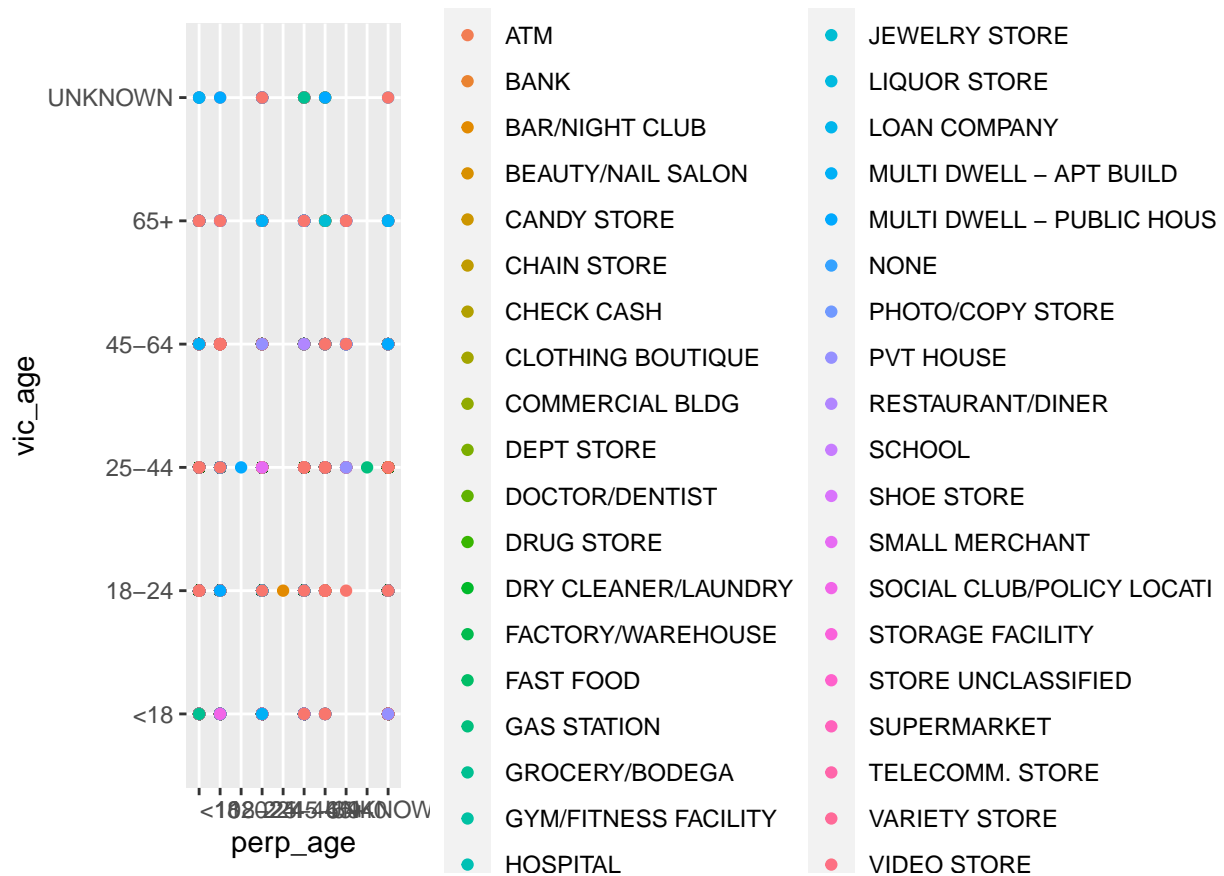 vic_age
UNKNOWN
65+
45–64
25–44
18–24
<18
perp_age
ATM
BANK
BAR/NIGHT CLUB
BEAUTY/NAIL SALON
CANDY STORE
CHAIN STORE
CHECK CASH
CLOTHING BOUTIQUE
COMMERCIAL BLDG
DEPT STORE
DOCTOR/DENTIST
DRUG STORE
DRY CLEANER/LAUNDRY
FACTORY/WAREHOUSE
FAST FOOD
GAS STATION
GROCERY/BODEGA
GYM/FITNESS FACILITY
HOSPITAL
JEWELRY STORE
LIQUOR STORE
LOAN COMPANY
MULTI DWELL – APT BUILD
MULTI DWELL – PUBLIC HOUS
NONE
PHOTO/COPY STORE
PVT HOUSE
RESTAURANT/DINER
SCHOOL
SHOE STORE
SMALL MERCHANT
SOCIAL CLUB/POLICY LOCATI
STORAGE FACILITY
STORE UNCLASSIFIED
SUPERMARKET
TELECOMM. STORE
VARIETY STORE
VIDEO STORE